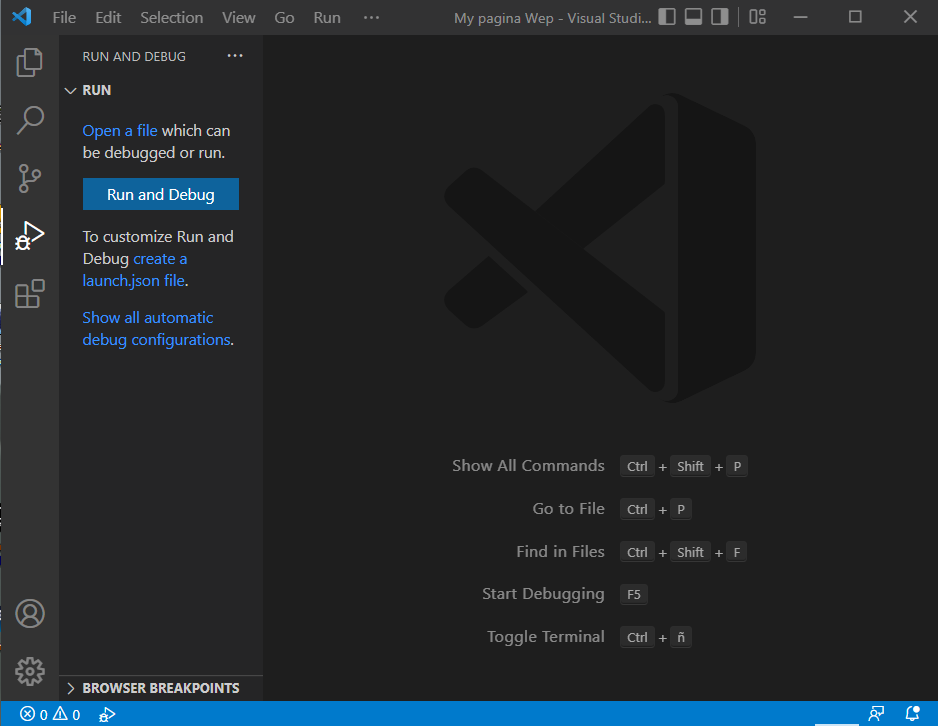 File Edit Selection View Go Run ···
My pagina Wep - Visual Studi...
RUN AND DEBUG ···
RUN
Open a file which can
be debugged or run.
Run and Debug
To customize Run and
Debug create a
launch.json file.
Show all automatic
debug configurations.
Show All Commands Ctrl + Shift + P
Go to File Ctrl + P
Find in Files Ctrl + Shift + F
Start Debugging F5
Toggle Terminal Ctrl + ñ
BROWSER BREAKPOINTS
0 0